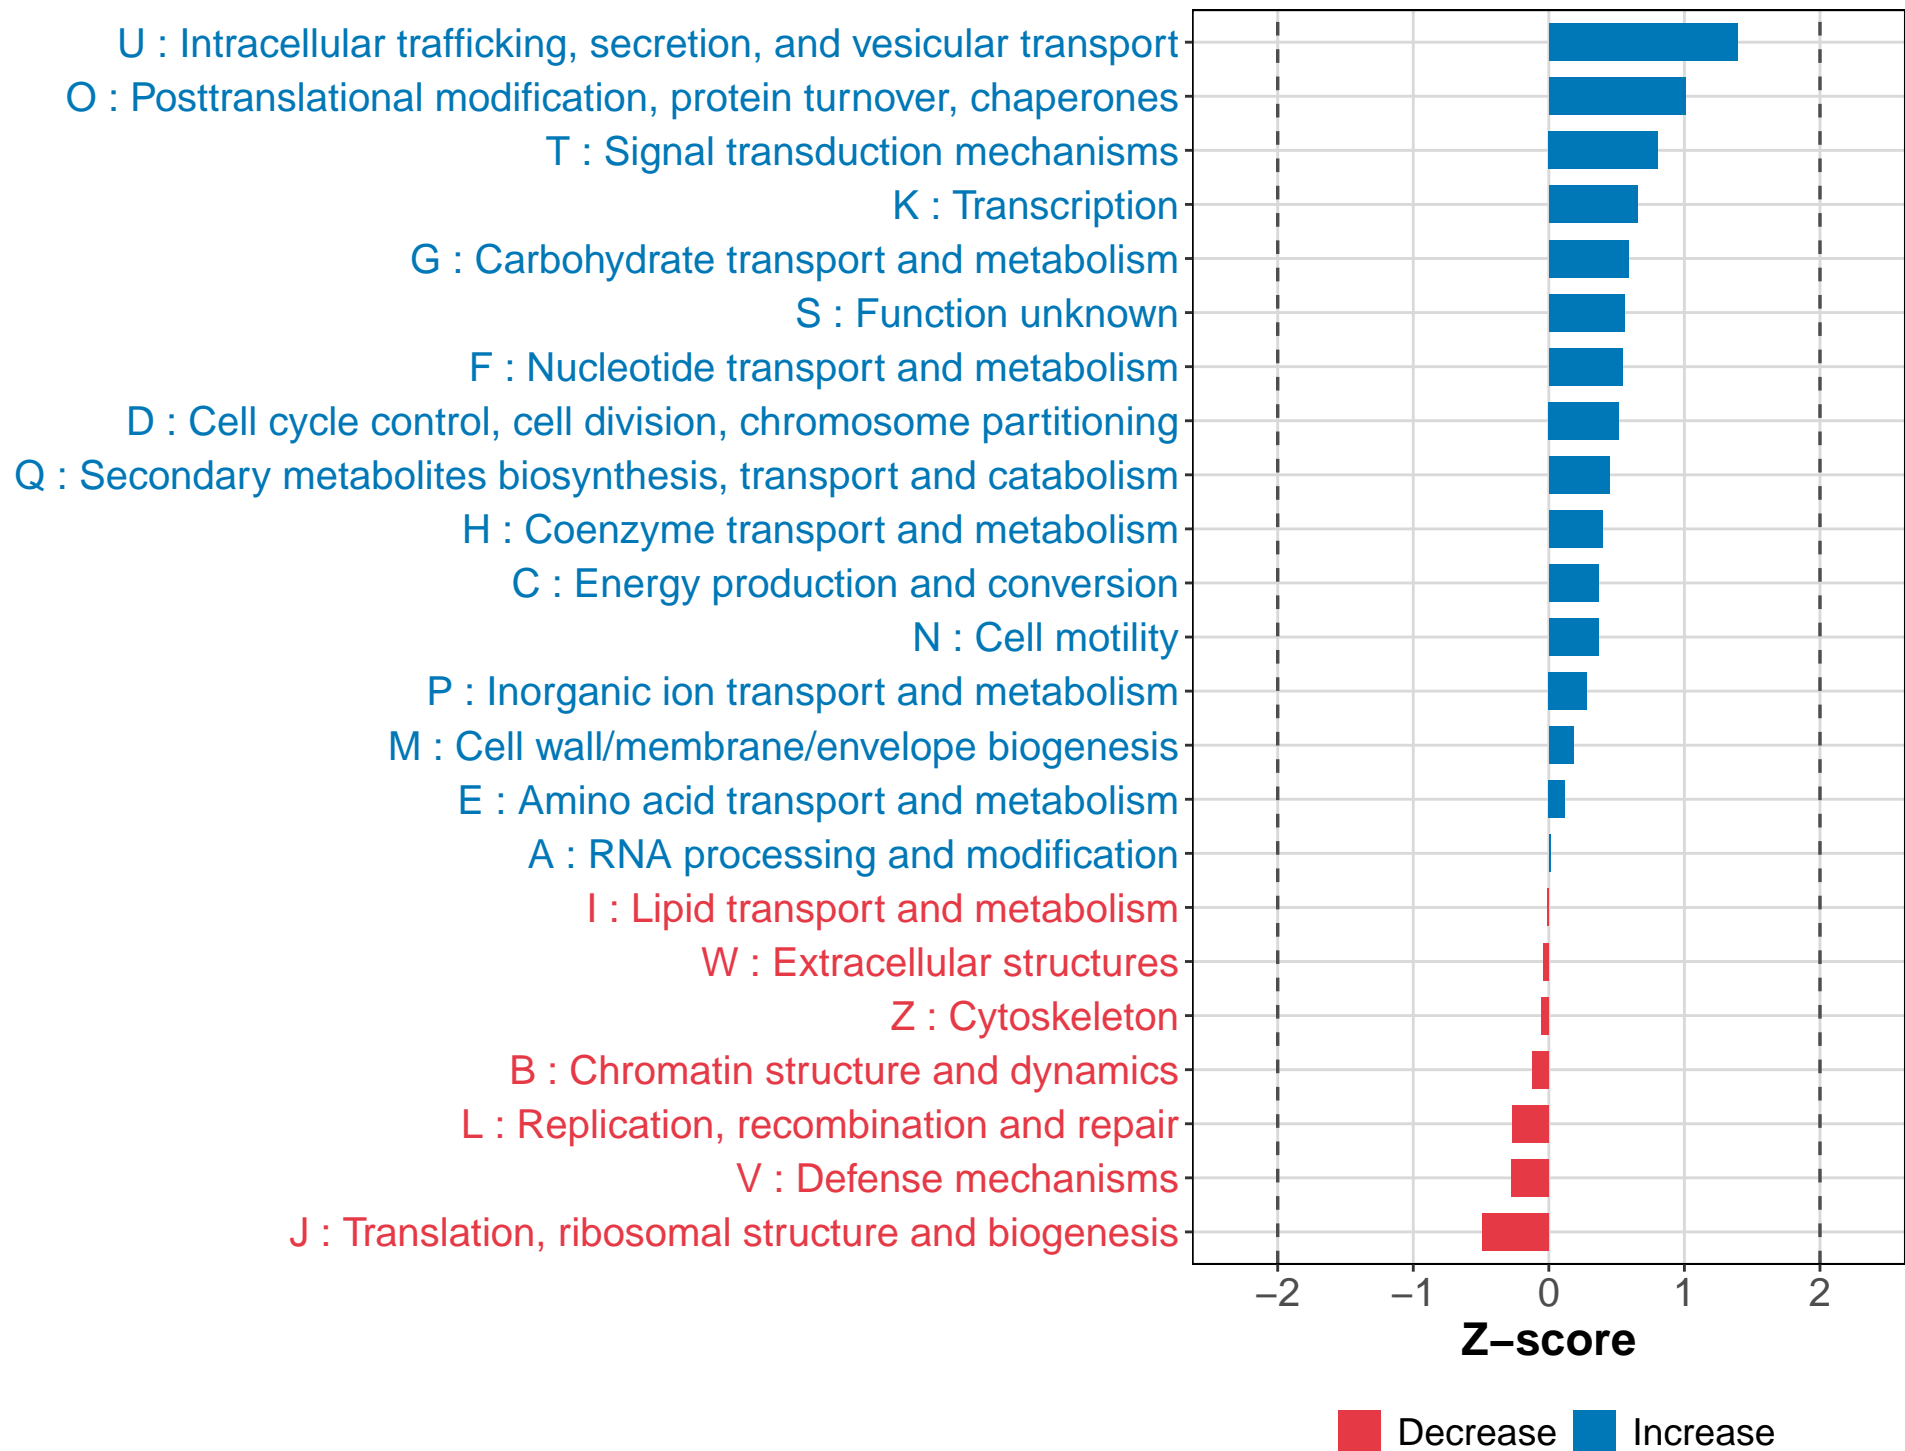 U : Intracellular trafficking, secretion, and vesicular transport
O : Posttranslational modification, protein turnover, chaperones
T : Signal transduction mechanisms
K : Transcription
G : Carbohydrate transport and metabolism
S : Function unknown
F : Nucleotide transport and metabolism
D : Cell cycle control, cell division, chromosome partitioning
Q : Secondary metabolites biosynthesis, transport and catabolism
H : Coenzyme transport and metabolism
C : Energy production and conversion
N : Cell motility
P : Inorganic ion transport and metabolism
M : Cell wall/membrane/envelope biogenesis
E : Amino acid transport and metabolism
A : RNA processing and modification
I : Lipid transport and metabolism
W : Extracellular structures
Z : Cytoskeleton
B : Chromatin structure and dynamics
L : Replication, recombination and repair
V : Defense mechanisms
J : Translation, ribosomal structure and biogenesis
−2 −1 0 1 2
Z−score
Decrease Increase